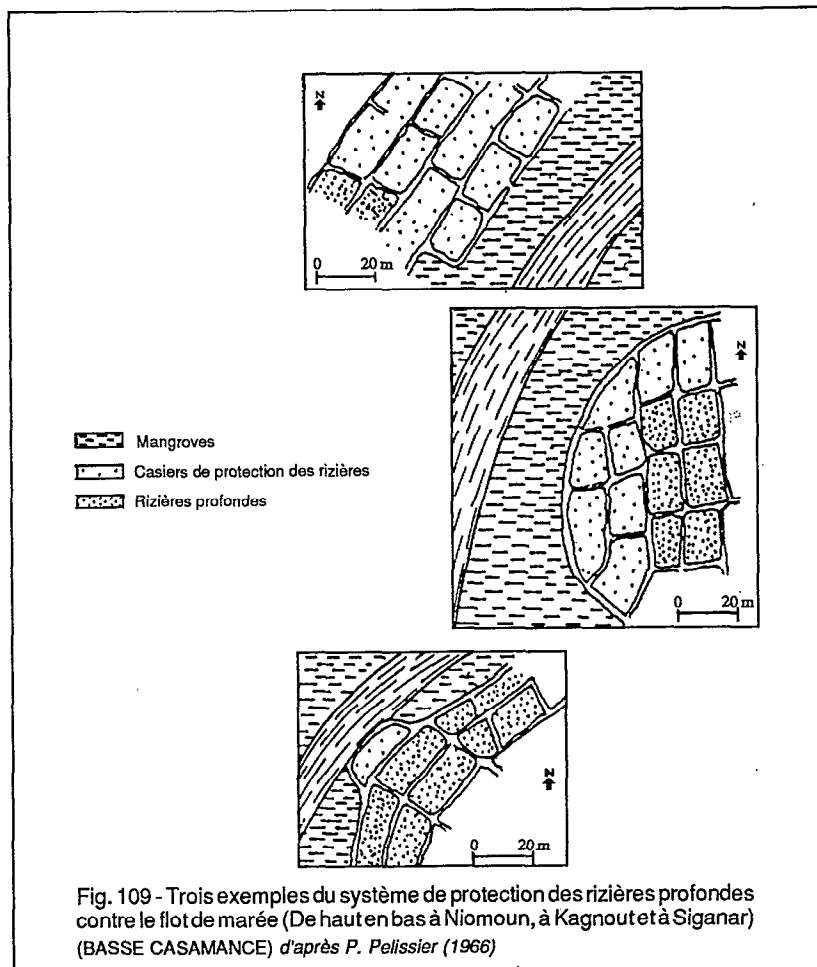 N
0 20 m
N
0 20 m
Mangroves
Casiers de protection des rizières
Rizières profondes
N
0 20 m
Fig. 109 - Trois exemples du système de protection des rizières profondes
contre le flot de marée (De haut en bas à Niomoun, à Kagnout et à Siganar)
(BASSE CASAMANCE) d'après P. Pelissier (1966)